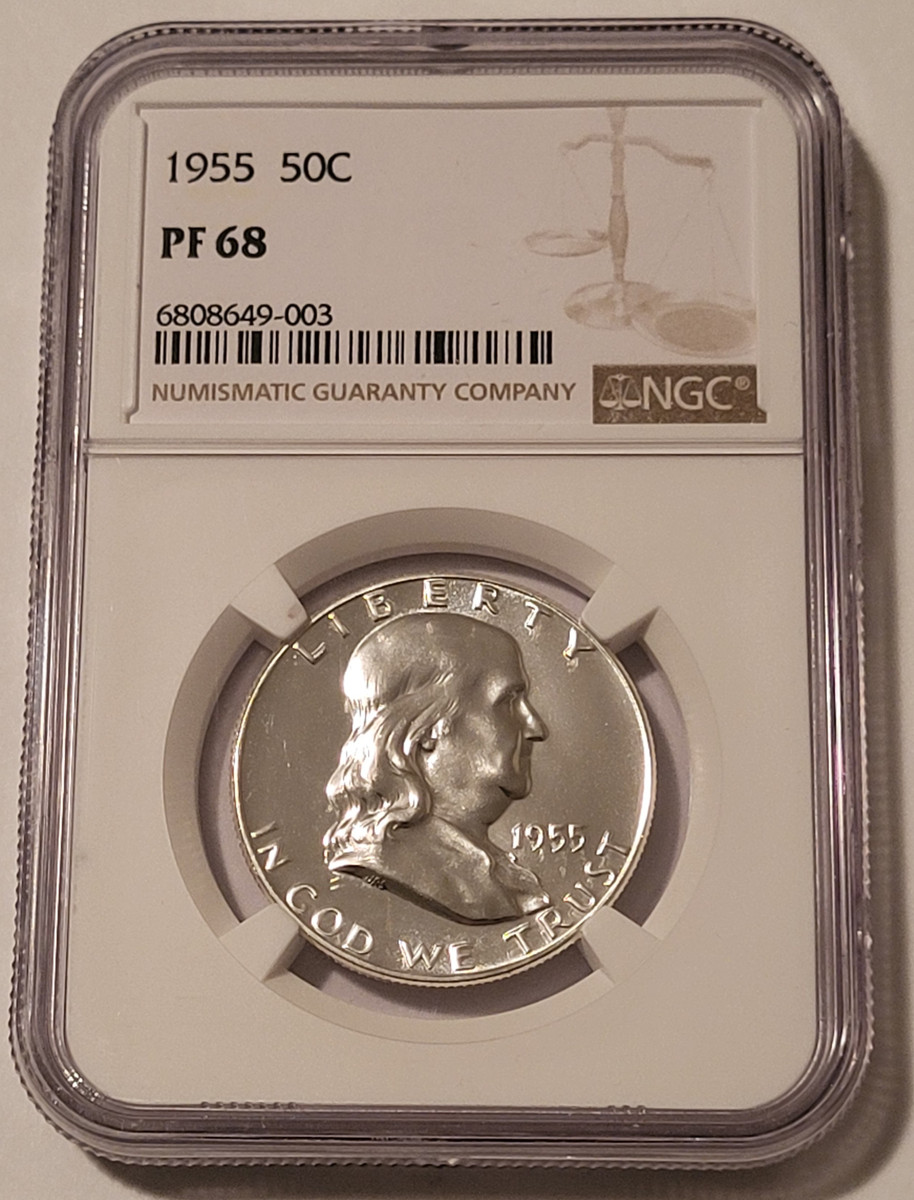 1955 50C
PF 68
6808649-003
NUMISMATIC GUARANTY COMPANY
NGC®
LIBERTY
1955
IN GOD WE TRUST